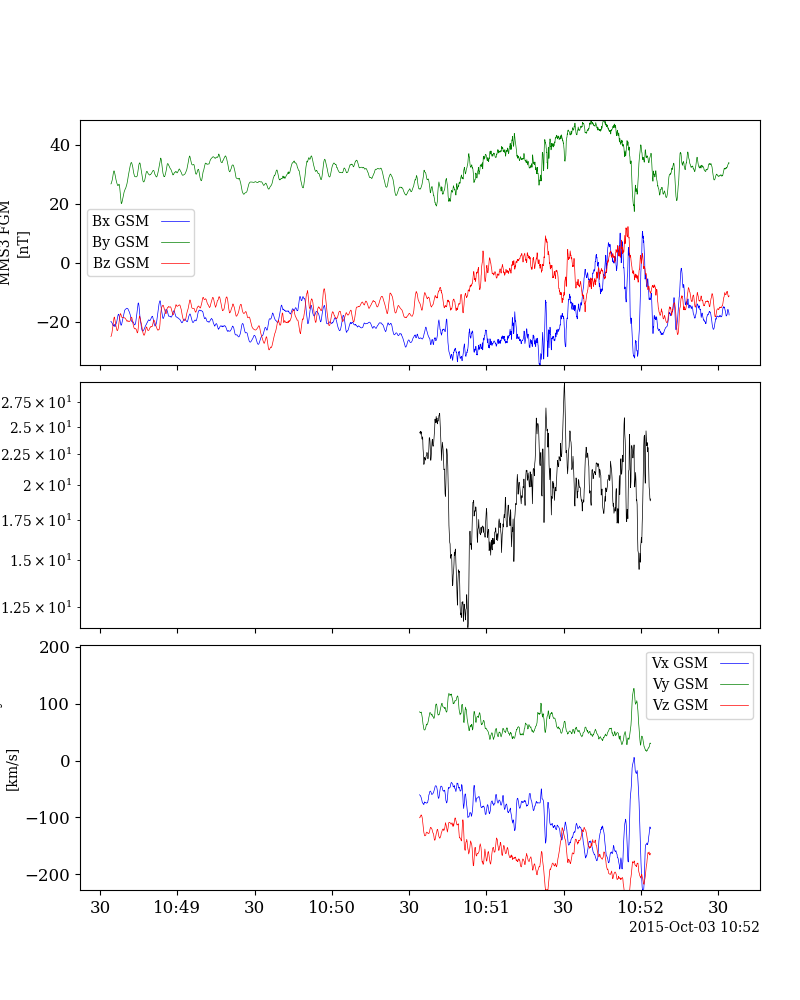 40
20
0
−20
MMS3 FGM
[nT]
Bx GSM
By GSM
Bz GSM
2.75 × 10¹
2.5 × 10¹
2.25 × 10¹
2 × 10¹
1.75 × 10¹
1.5 × 10¹
1.25 × 10¹
200
100
0
−100
−200
[km/s]
Vx GSM
Vy GSM
Vz GSM
30 10:49 30 10:50 30 10:51 30 10:52 30
2015-Oct-03 10:52